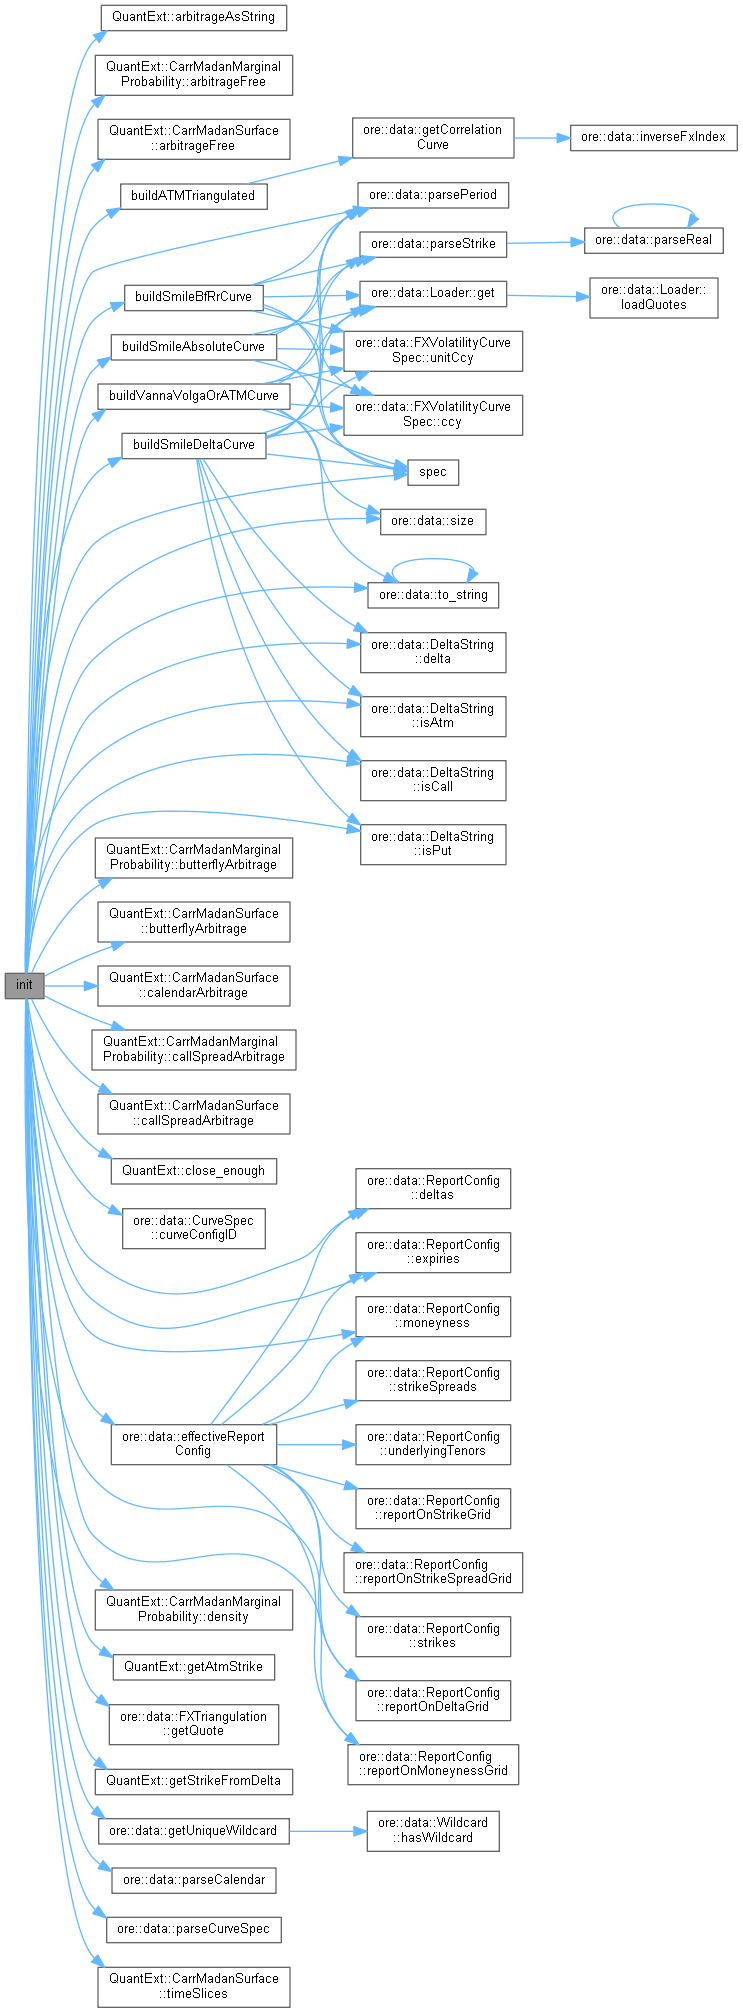 QuantExt::arbitrageAsString
QuantExt::CarrMadanMarginal
Probability::arbitrageFree
QuantExt::CarrMadanSurface
::arbitrageFree
buildATMTriangulated
ore::data::getCorrelation
Curve
ore::data::inverseFxIndex
ore::data::parsePeriod
ore::data::parseStrike
ore::data::parseReal
buildSmileBfRrCurve
ore::data::Loader::get
ore::data::Loader::
loadQuotes
buildSmileAbsoluteCurve
ore::data::FXVolatilityCurve
Spec::unitCcy
buildVannaVolgaOrATMCurve
ore::data::FXVolatilityCurve
Spec::ccy
buildSmileDeltaCurve
spec
ore::data::size
ore::data::to_string
ore::data::DeltaString
::delta
ore::data::DeltaString
::isAtm
ore::data::DeltaString
::isCall
ore::data::DeltaString
::isPut
QuantExt::CarrMadanMarginal
Probability::butterflyArbitrage
QuantExt::CarrMadanSurface
::butterflyArbitrage
init
QuantExt::CarrMadanSurface
::calendarArbitrage
QuantExt::CarrMadanMarginal
Probability::callSpreadArbitrage
QuantExt::CarrMadanSurface
::callSpreadArbitrage
QuantExt::close_enough
ore::data::CurveSpec
::curveConfigID
ore::data::ReportConfig
::deltas
ore::data::ReportConfig
::expiries
ore::data::ReportConfig
::moneyness
ore::data::ReportConfig
::strikeSpreads
ore::data::effectiveReport
Config
ore::data::ReportConfig
::underlyingTenors
ore::data::ReportConfig
::reportOnStrikeGrid
ore::data::ReportConfig
::reportOnStrikeSpreadGrid
QuantExt::CarrMadanMarginal
Probability::density
ore::data::ReportConfig
::strikes
QuantExt::getAtmStrike
ore::data::ReportConfig
::reportOnDeltaGrid
ore::data::FXTriangulation
::getQuote
ore::data::ReportConfig
::reportOnMoneynessGrid
QuantExt::getStrikeFromDelta
ore::data::getUniqueWildcard
ore::data::Wildcard
::hasWildcard
ore::data::parseCalendar
ore::data::parseCurveSpec
QuantExt::CarrMadanSurface
::timeSlices